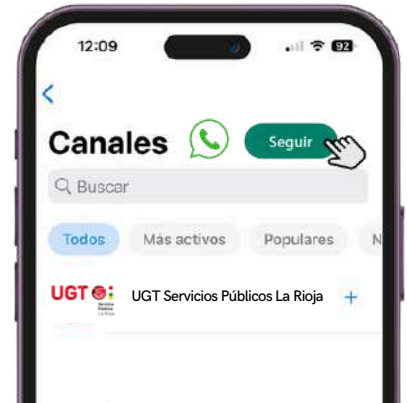 12:09
92
Canales
Seguir
Buscar
Todos
Más activos
Populares
N
UGT
Servicios
Públicos
La Rioja
UGT Servicios Públicos La Rioja
+